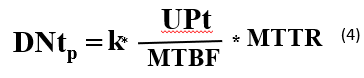 DNtₚ = k* UPt / MTBF * MTTR (4)